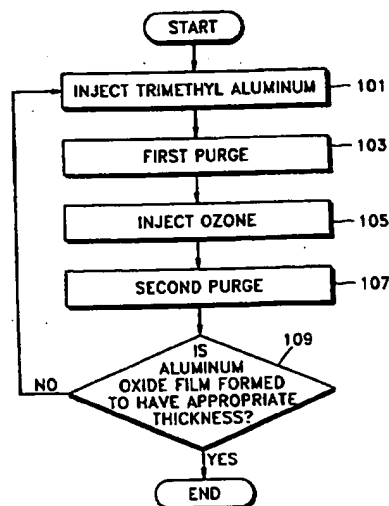 START
INJECT TRIMETHYL ALUMINUM
101
FIRST PURGE
103
INJECT OZONE
105
SECOND PURGE
107
IS
ALUMINUM
OXIDE FILM FORMED
TO HAVE APPROPRIATE
THICKNESS?
109
NO
YES
END